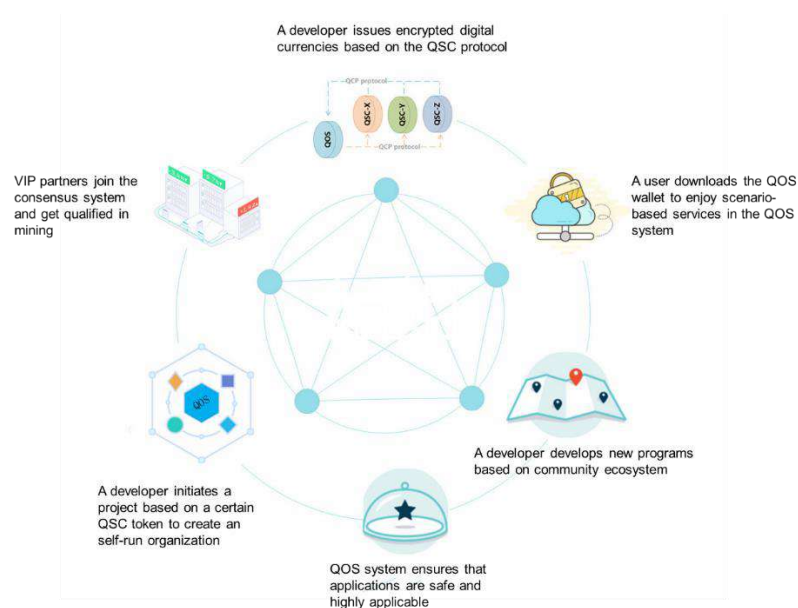 A developer issues encrypted digital
currencies based on the QSC protocol
QCP protocol
QOS
QSC-X
QSC-Y
QSC-Z
QCP protocol
VIP partners join the
consensus system
and get qualified in
mining
A user downloads the QOS
wallet to enjoy scenario-
based services in the QOS
system
QOS
A developer develops new programs
based on community ecosystem
A developer initiates a
project based on a certain
QSC token to create an
self-run organization
QOS system ensures that
applications are safe and
highly applicable